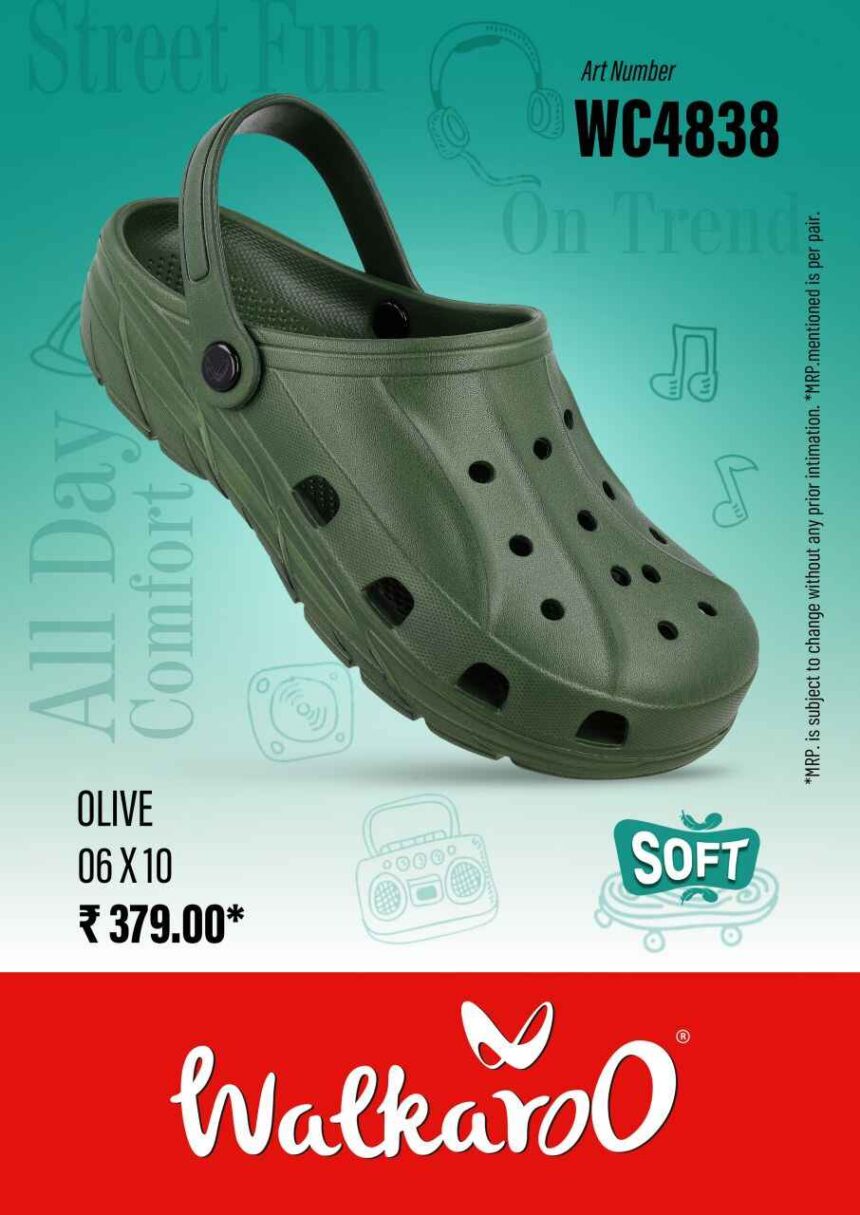 Street Fun
Art Number
WC4838
On Trend
*MRP. is subject to change without any prior intimation. *MRP.mentioned is per pair.
All Day
Comfort
OLIVE
06 X 10
₹ 379.00*
SOFT
Walkaroo®